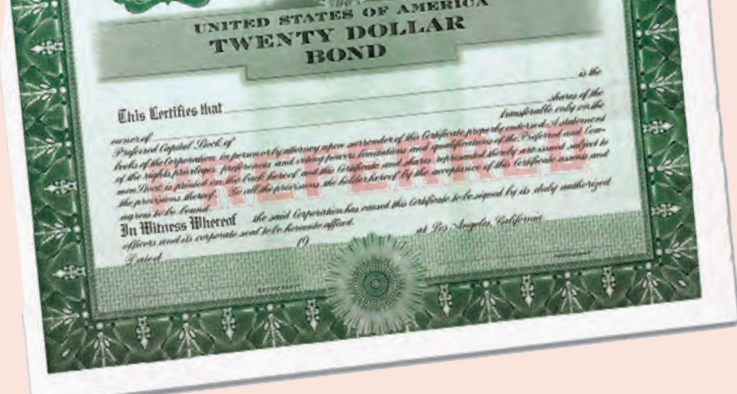 UNITED STATES OF AMERICA
TWENTY DOLLAR
BOND
This Certifies that is the
owner of shares of the
Preferred Capital Stock of transferable only on the
books of the Corporation in person or by attorney upon surrender of this Certificate properly endorsed. A statement
of the rights privileges, preferences and voting powers limitations and qualifications of the Preferred and Com-
mon Stock is printed on the back hereof and this Certificate and shares represented thereby are issued subject to
the provisions thereof. To all the provisions the holder hereof by the acceptance of this Certificate assents and
agrees to be bound.
In Witness Whereof the said Corporation has caused this Certificate to be signed by its duly authorized
officers and its corporate seal to be hereunto affixed.
Dated 19 at Los Angeles, California
SECRETARY